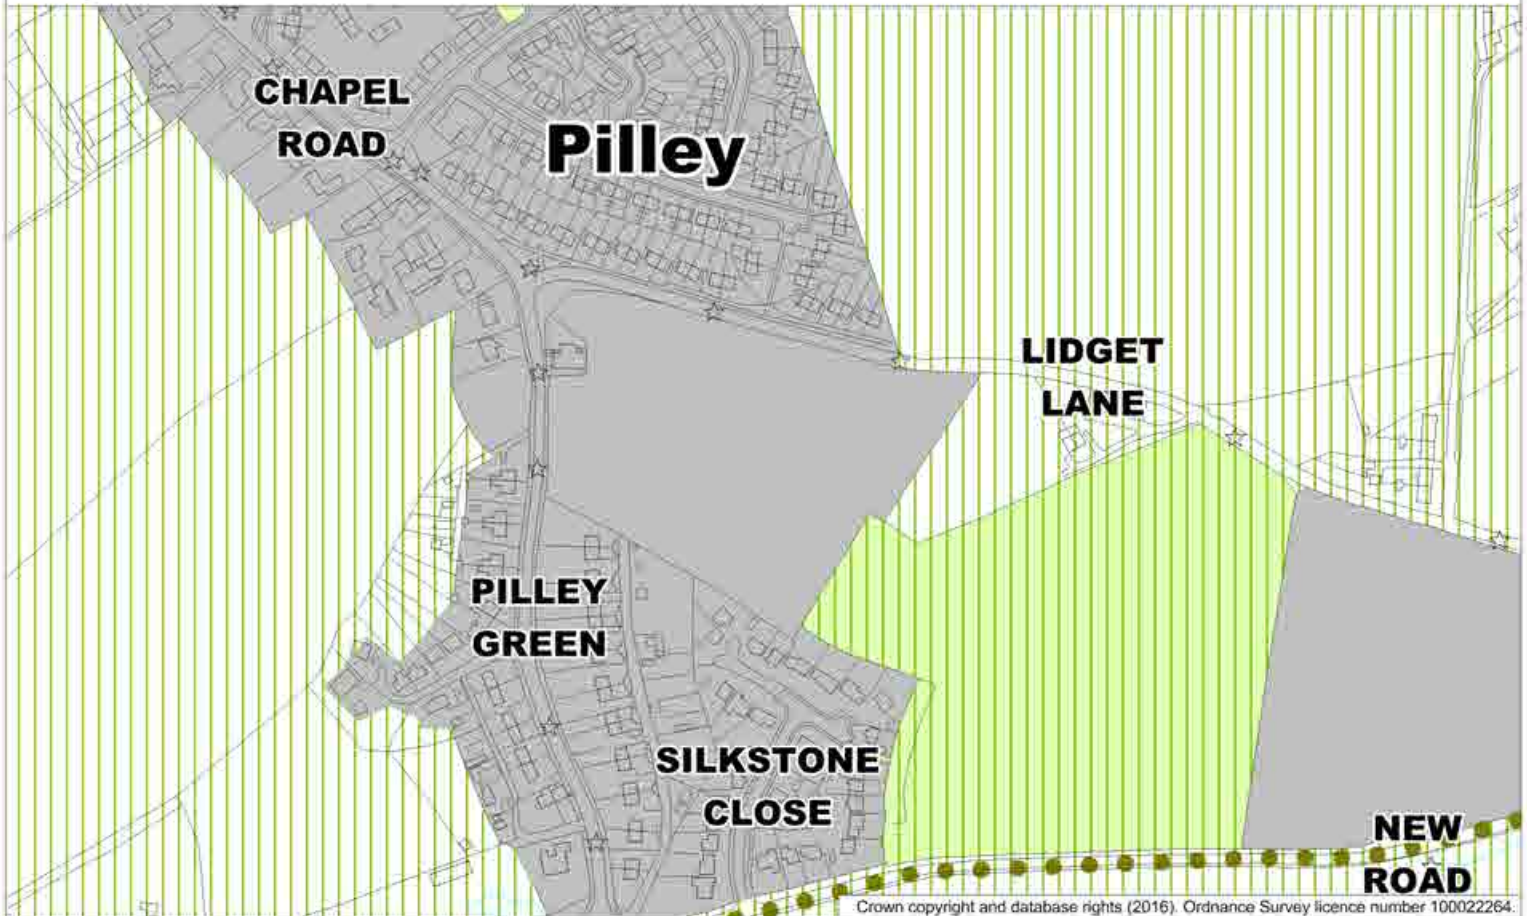 CHAPEL
ROAD
Pilley
LIDGET
LANE
PILLEY
GREEN
SILKSTONE
CLOSE
NEW
ROAD
Crown copyright and database rights (2016). Ordnance Survey licence number 100022264.